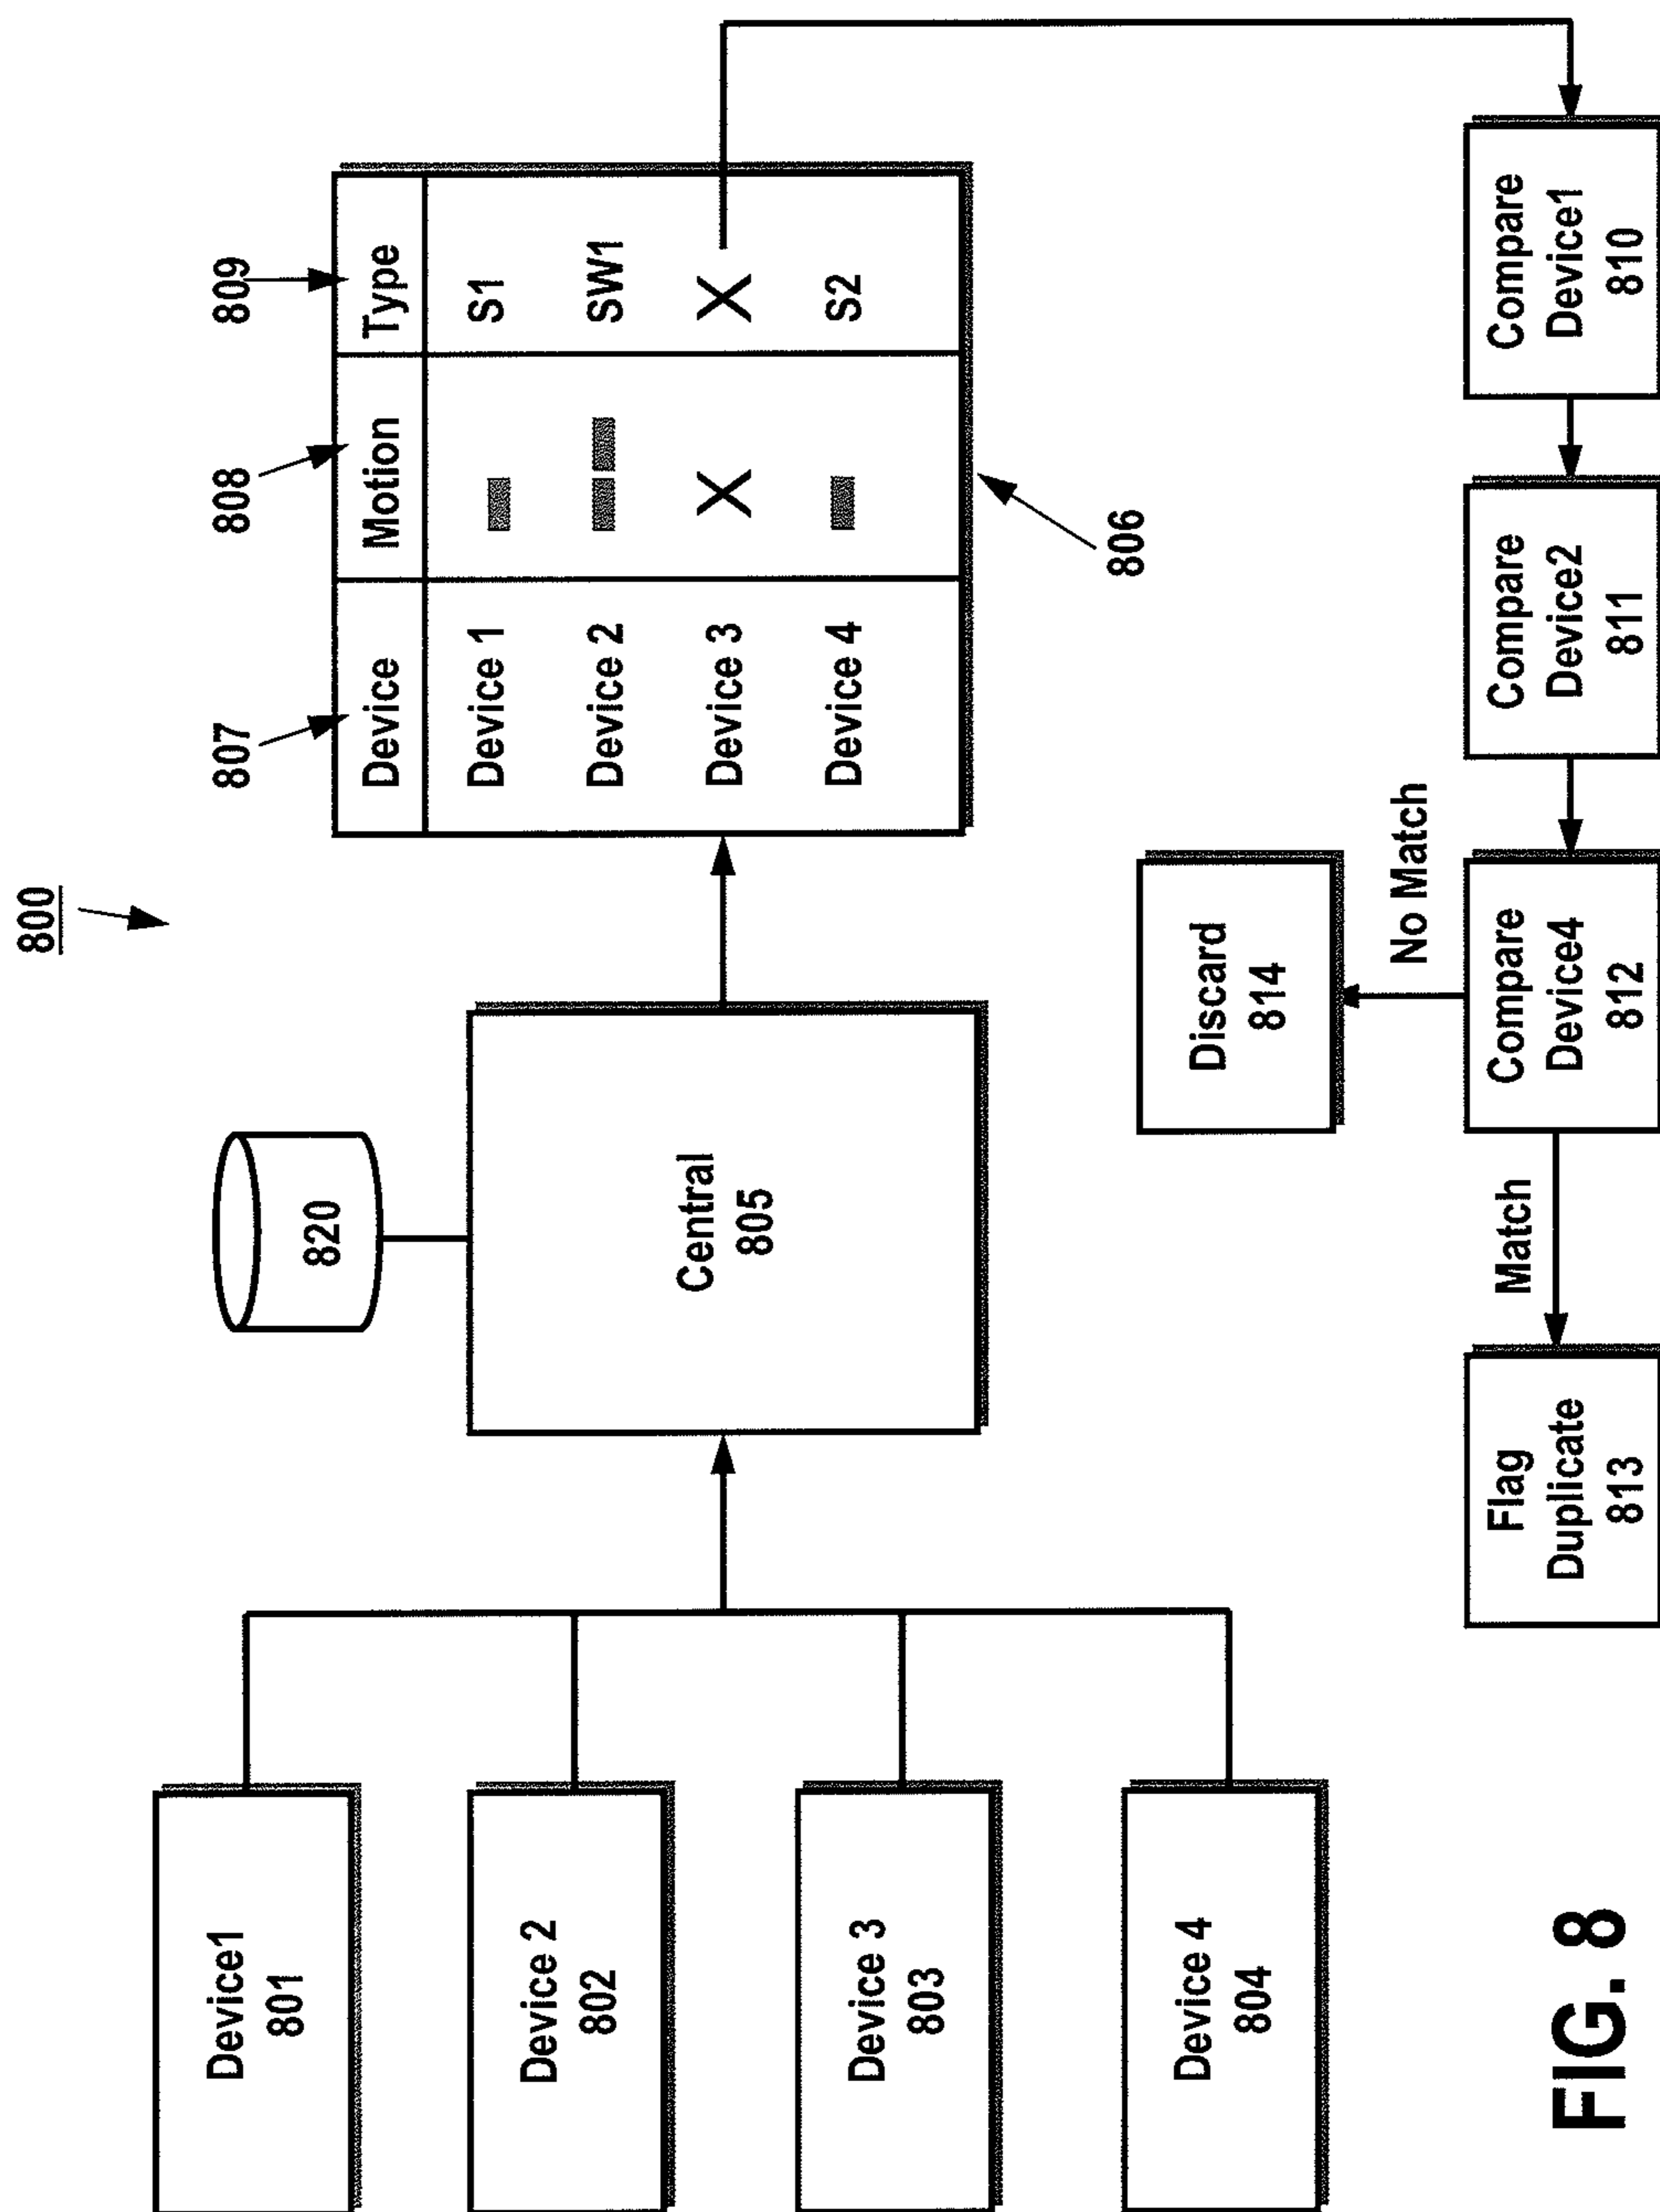 800
Device1
801
Device 2
802
Device 3
803
Device 4
804
820
Central
805
807
808
809
Device
Motion
Type
Device 1
S1
Device 2
SW1
Device 3
X
X
Device 4
S2
806
Compare
Device1
810
Compare
Device2
811
Compare
Device4
812
No Match
Discard
814
Match
Flag
Duplicate
813
FIG. 8